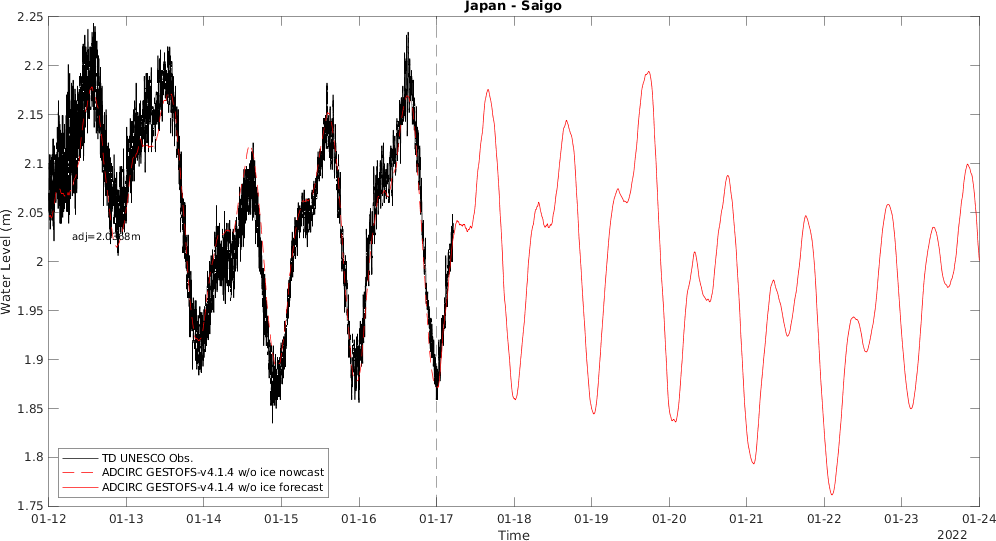 Japan - Saigo
2.25
2.2
2.15
2.1
2.05
2
1.95
1.9
1.85
1.8
1.75
Water Level (m)
adj=2.0368m
TD UNESCO Obs.
ADCIRC GESTOFS-v4.1.4 w/o ice nowcast
ADCIRC GESTOFS-v4.1.4 w/o ice forecast
01-12 01-13 01-14 01-15 01-16 01-17 01-18 01-19 01-20 01-21 01-22 01-23 01-24
Time
2022